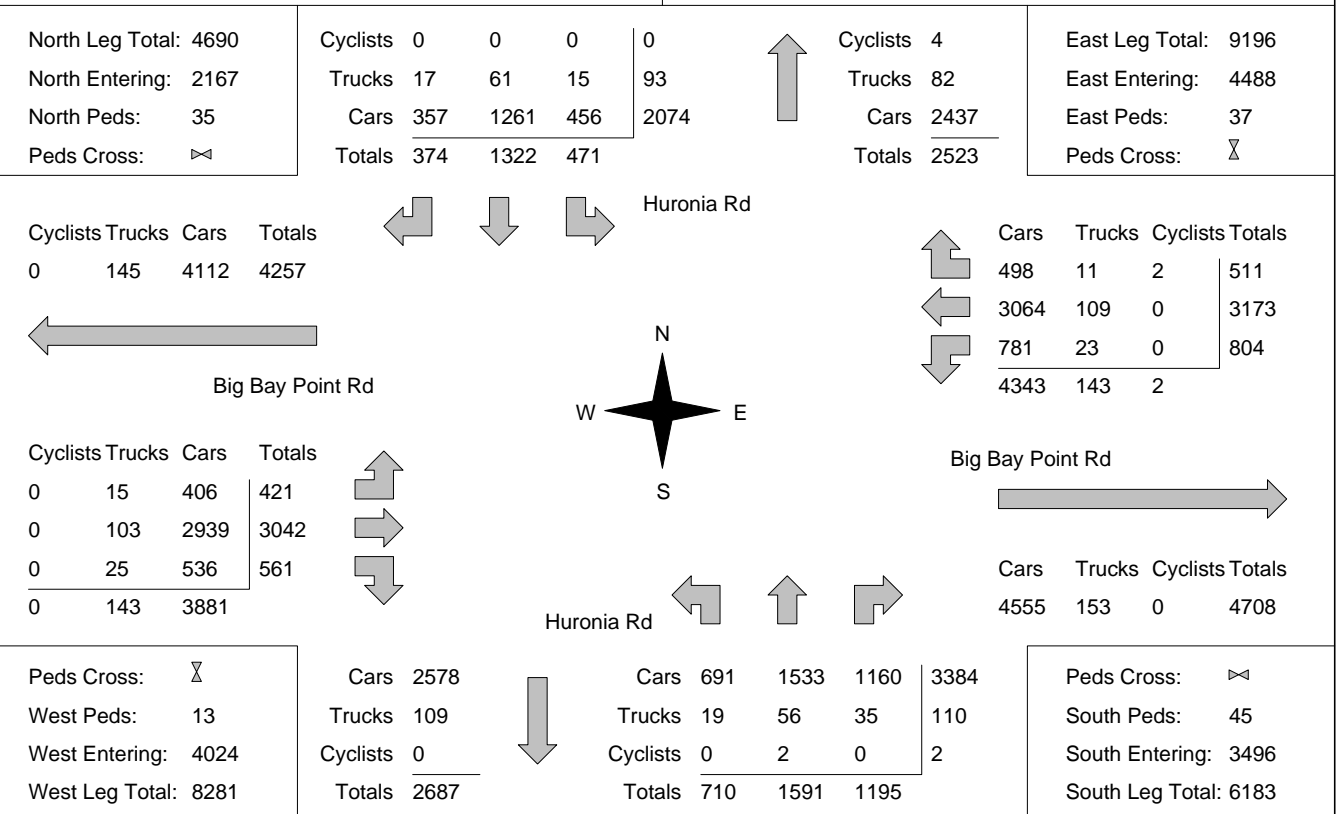 North Leg Total: 4690
North Entering: 2167
North Peds: 35
Peds Cross:
Cyclists 0 0 0 0
Trucks 17 61 15 93
Cars 357 1261 456 2074
Totals 374 1322 471
Cyclists 4
Trucks 82
Cars 2437
Totals 2523
East Leg Total: 9196
East Entering: 4488
East Peds: 37
Peds Cross:
Huronia Rd
Cyclists Trucks Cars Totals
0 145 4112 4257
Cars Trucks Cyclists Totals
498 11 2 511
3064 109 0 3173
781 23 0 804
4343 143 2
Big Bay Point Rd
N
W E
S
Cyclists Trucks Cars Totals
0 15 406 421
0 103 2939 3042
0 25 536 561
0 143 3881
Big Bay Point Rd
Cars Trucks Cyclists Totals
4555 153 0 4708
Huronia Rd
Peds Cross:
West Peds: 13
West Entering: 4024
West Leg Total: 8281
Cars 2578
Trucks 109
Cyclists 0
Totals 2687
Cars 691 1533 1160 3384
Trucks 19 56 35 110
Cyclists 0 2 0 2
Totals 710 1591 1195
Peds Cross:
South Peds: 45
South Entering: 3496
South Leg Total: 6183